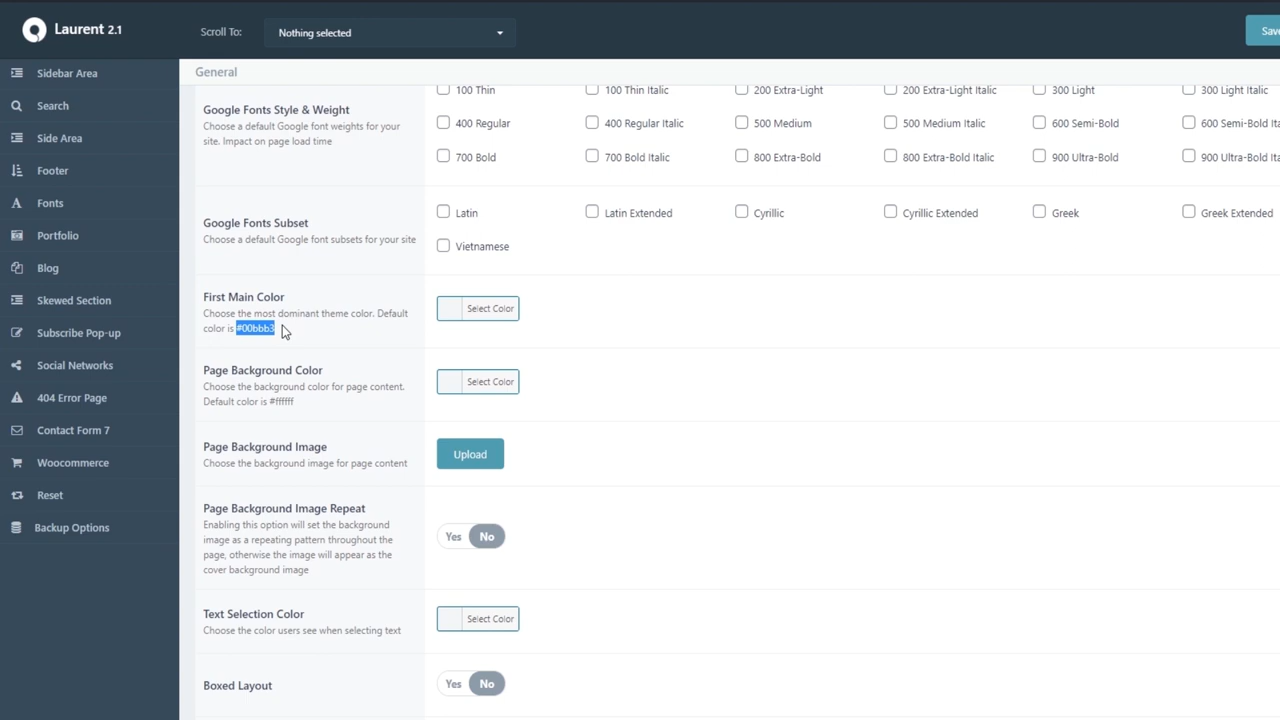 Laurent 2.1
Scroll To:
Nothing selected
Sidebar Area
Search
Side Area
Footer
Fonts
Portfolio
Blog
Skewed Section
Subscribe Pop-up
Social Networks
404 Error Page
Contact Form 7
Woocommerce
Reset
Backup Options
General
Google Fonts Style & Weight
Choose a default Google font weights for your
site. Impact on page load time
100 Thin
100 Thin Italic
200 Extra-Light
200 Extra-Light Italic
300 Light
300 Light Italic
400 Regular
400 Regular Italic
500 Medium
500 Medium Italic
600 Semi-Bold
600 Semi-Bold Ita
700 Bold
700 Bold Italic
800 Extra-Bold
800 Extra-Bold Italic
900 Ultra-Bold
900 Ultra-Bold Ita
Google Fonts Subset
Choose a default Google font subsets for your site
Latin
Latin Extended
Cyrillic
Cyrillic Extended
Greek
Greek Extended
Vietnamese
First Main Color
Choose the most dominant theme color. Default
color is #00bbb3
Select Color
Page Background Color
Choose the background color for page content.
Default color is #ffffff
Select Color
Page Background Image
Choose the background image for page content
Upload
Page Background Image Repeat
Enabling this option will set the background
image as a repeating pattern throughout the
page, otherwise the image will appear as the
cover background image
Yes No
Text Selection Color
Choose the color users see when selecting text
Select Color
Boxed Layout
Yes No